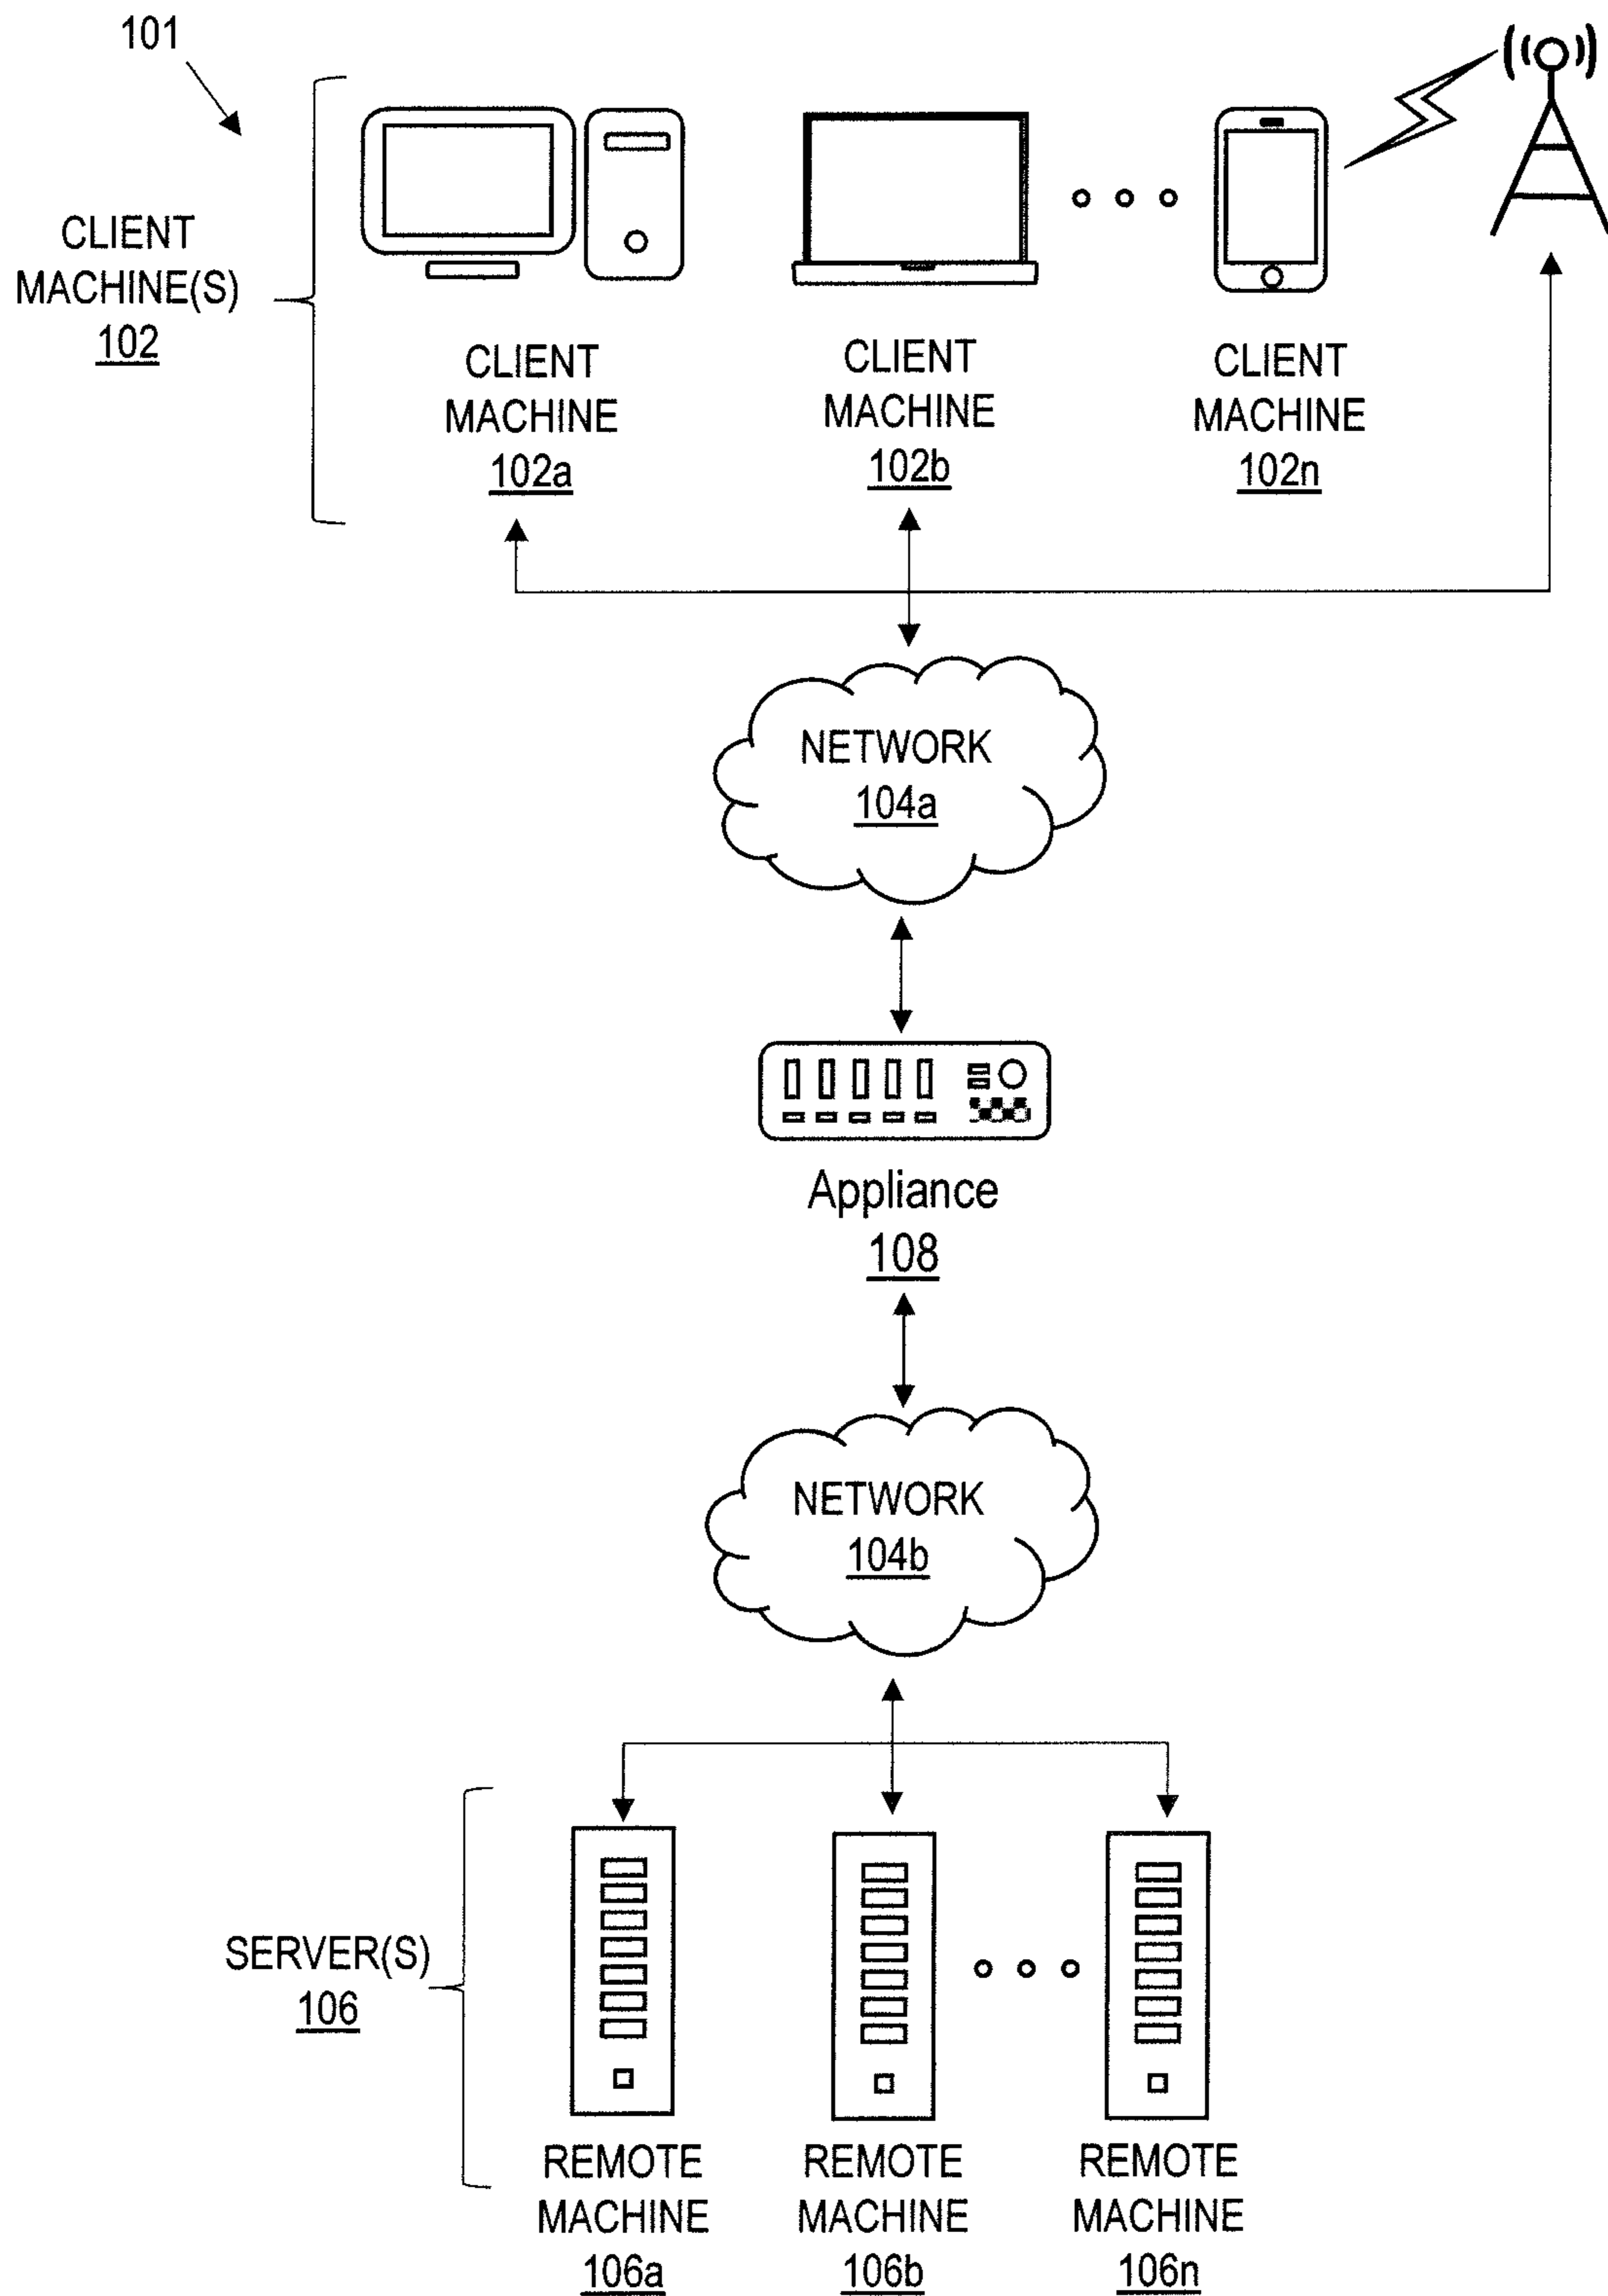 101
CLIENT
MACHINE(S)
102
CLIENT
MACHINE
102a
CLIENT
MACHINE
102b
CLIENT
MACHINE
102n
NETWORK
104a
Appliance
108
NETWORK
104b
SERVER(S)
106
REMOTE
MACHINE
106a
REMOTE
MACHINE
106b
REMOTE
MACHINE
106n